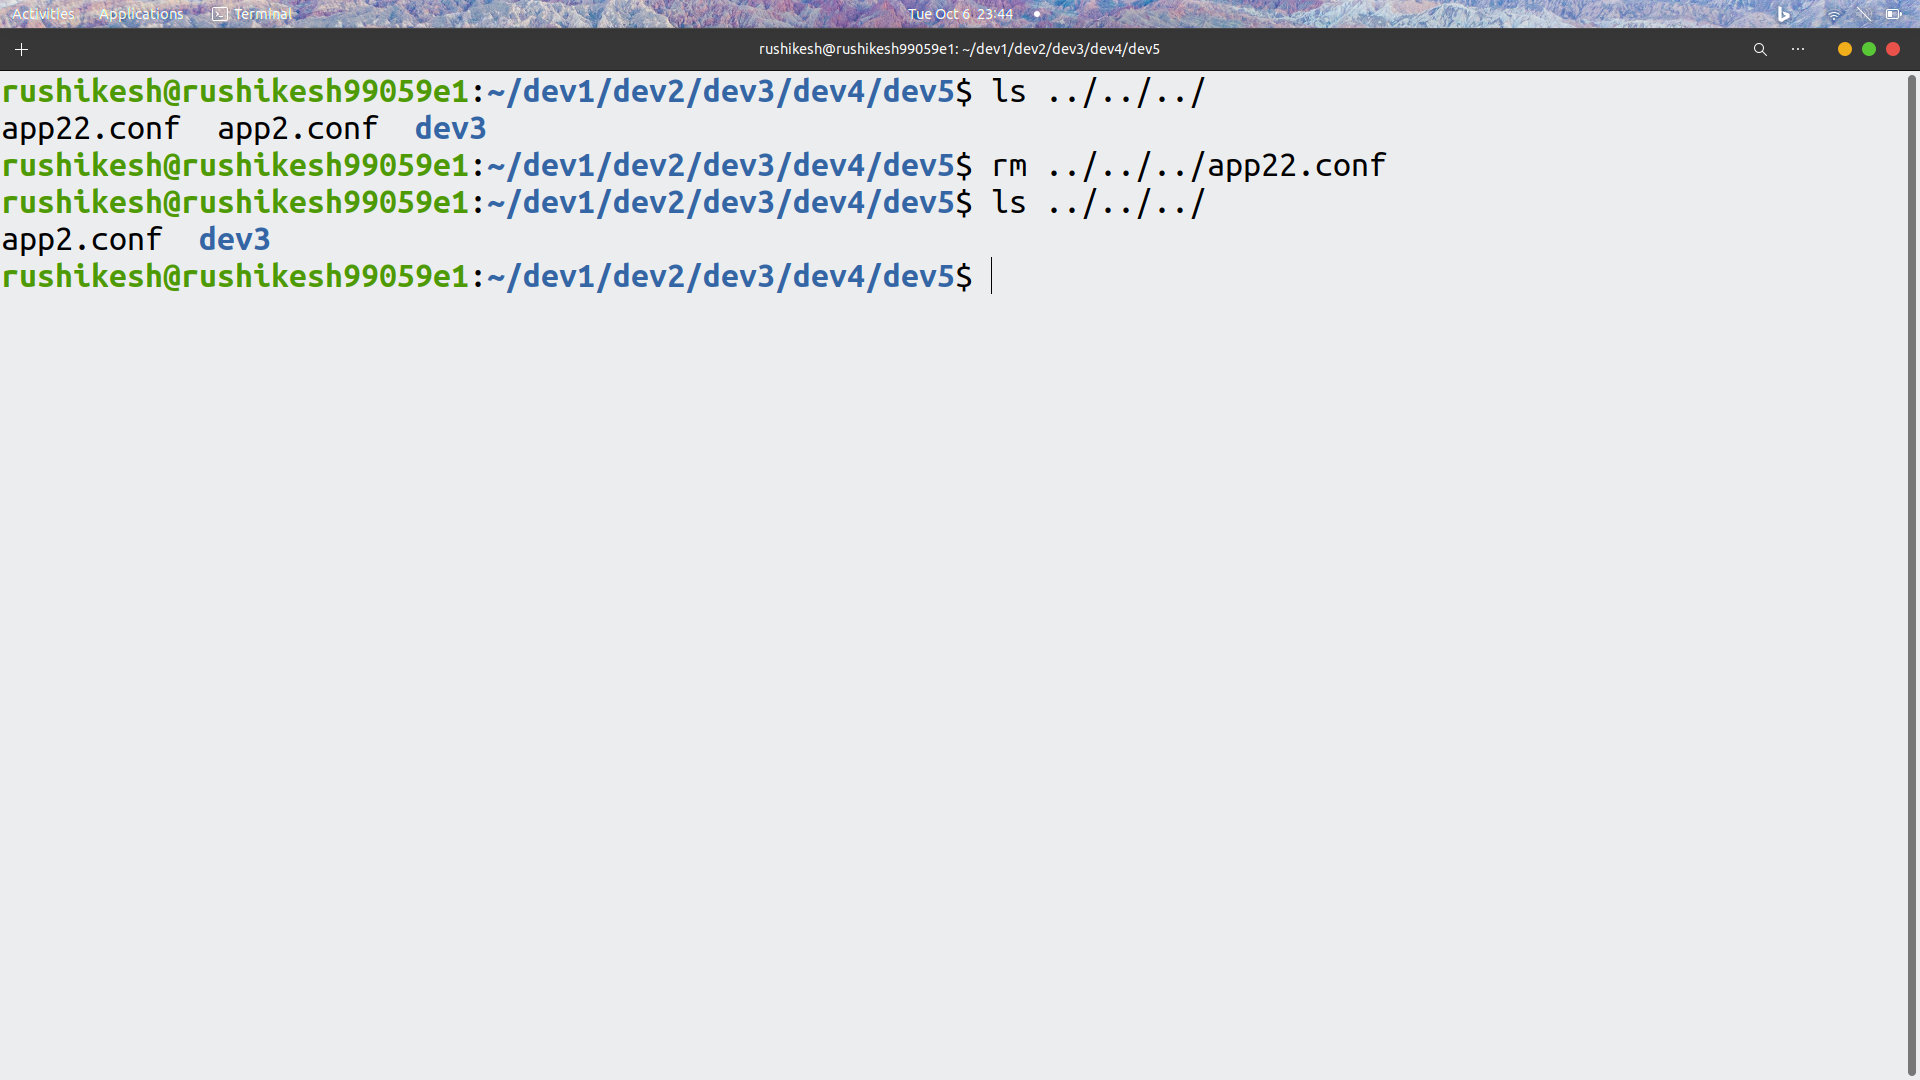 Activities Applications Terminal Tue Oct 6 23:44
rushikesh@rushikesh99059e1: ~/dev1/dev2/dev3/dev4/dev5
rushikesh@rushikesh99059e1:~/dev1/dev2/dev3/dev4/dev5$ ls ../../../
app22.conf  app2.conf  dev3
rushikesh@rushikesh99059e1:~/dev1/dev2/dev3/dev4/dev5$ rm ../../../app22.conf
rushikesh@rushikesh99059e1:~/dev1/dev2/dev3/dev4/dev5$ ls ../../../
app2.conf  dev3
rushikesh@rushikesh99059e1:~/dev1/dev2/dev3/dev4/dev5$